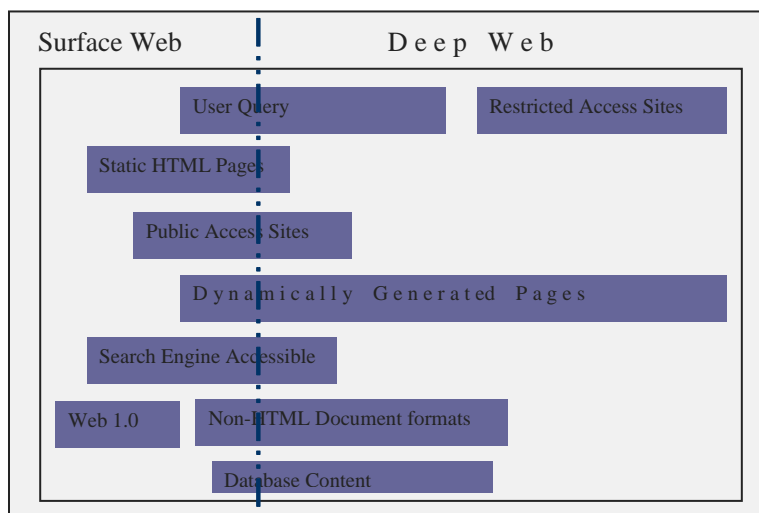 Surface Web
Deep Web
User Query
Restricted Access Sites
Static HTML Pages
Public Access Sites
Dynamically Generated Pages
Search Engine Accessible
Web 1.0
Non-HTML Document formats
Database Content